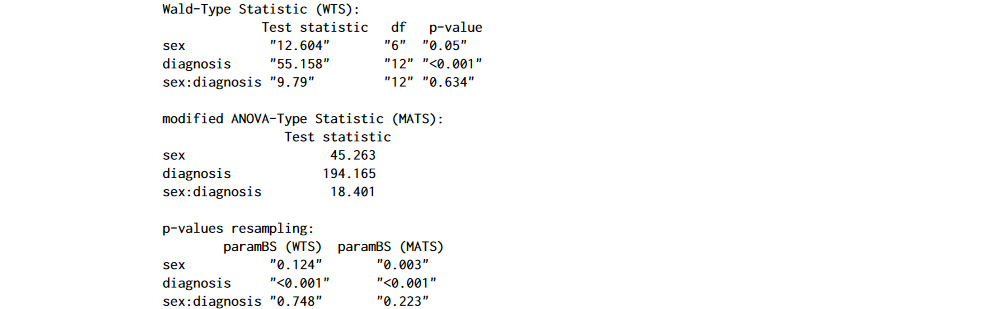 Wald-Type Statistic (WTS):
Test statistic df p-value
sex "12.604" "6" "0.05"
diagnosis "55.158" "12" "<0.001"
sex:diagnosis "9.79" "12" "0.634"
modified ANOVA-Type Statistic (MATS):
Test statistic
sex 45.263
diagnosis 194.165
sex:diagnosis 18.401
p-values resampling:
paramBS (WTS) paramBS (MATS)
sex "0.124" "0.003"
diagnosis "<0.001" "<0.001"
sex:diagnosis "0.748" "0.223"